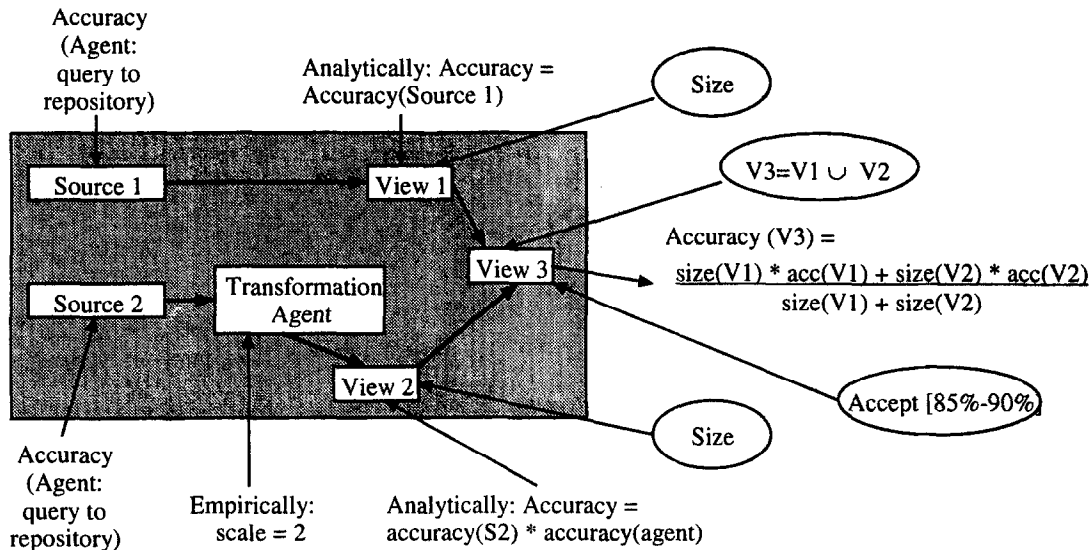 Accuracy
(Agent:
query to
repository)
Analytically: Accuracy =
Accuracy(Source 1)
Size
Source 1
View 1
V3=V1 ∪ V2
View 3
Accuracy (V3) =
size(V1) * acc(V1) + size(V2) * acc(V2)
size(V1) + size(V2)
Source 2
Transformation
Agent
View 2
Accept [85%-90%]
Size
Accuracy
(Agent:
query to
repository)
Empirically:
scale = 2
Analytically: Accuracy =
accuracy(S2) * accuracy(agent)